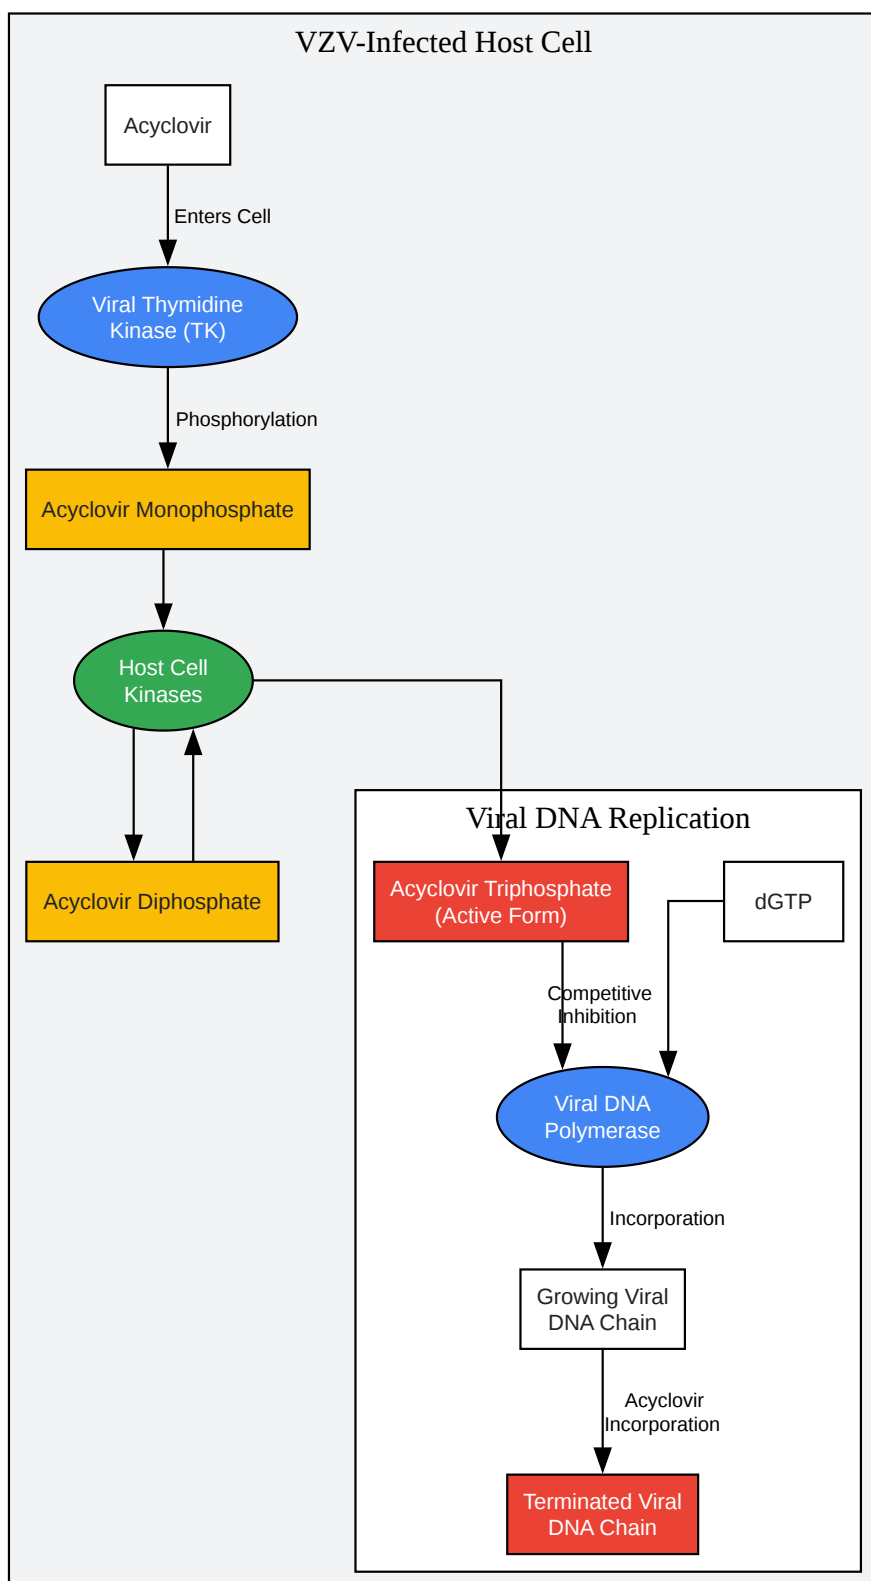 VZV-Infected Host Cell
Acyclovir
Enters Cell
Viral Thymidine
Kinase (TK)
Phosphorylation
Acyclovir Monophosphate
Host Cell
Kinases
Acyclovir Diphosphate
Viral DNA Replication
Acyclovir Triphosphate
(Active Form)
dGTP
Competitive
Inhibition
Viral DNA
Polymerase
Incorporation
Growing Viral
DNA Chain
Acyclovir
Incorporation
Terminated Viral
DNA Chain